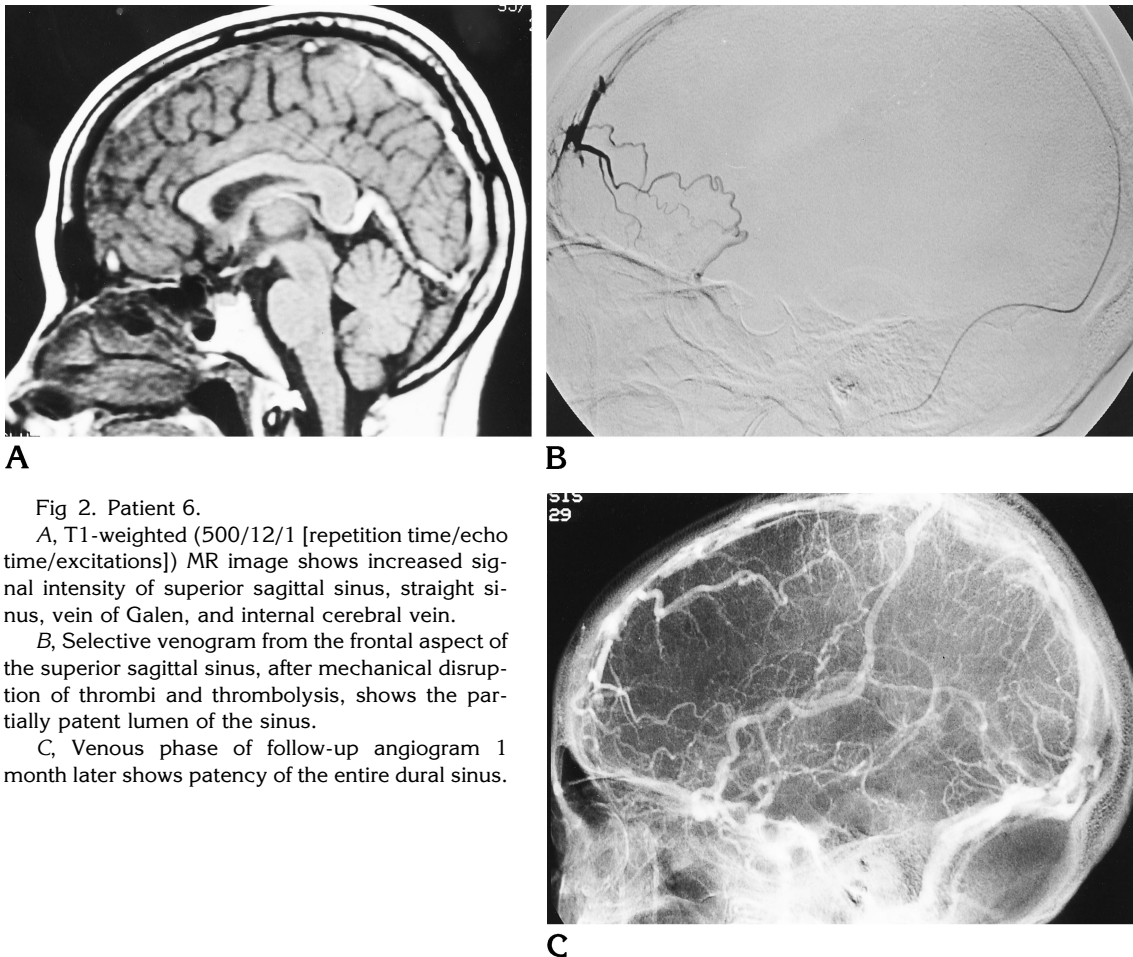 A
B
Fig 2. Patient 6.
A, T1-weighted (500/12/1 [repetition time/echo
time/excitations]) MR image shows increased sig-
nal intensity of superior sagittal sinus, straight si-
nus, vein of Galen, and internal cerebral vein.
B, Selective venogram from the frontal aspect of
the superior sagittal sinus, after mechanical disrup-
tion of thrombi and thrombolysis, shows the par-
tially patent lumen of the sinus.
C, Venous phase of follow-up angiogram 1
month later shows patency of the entire dural sinus.
SIS
29
C